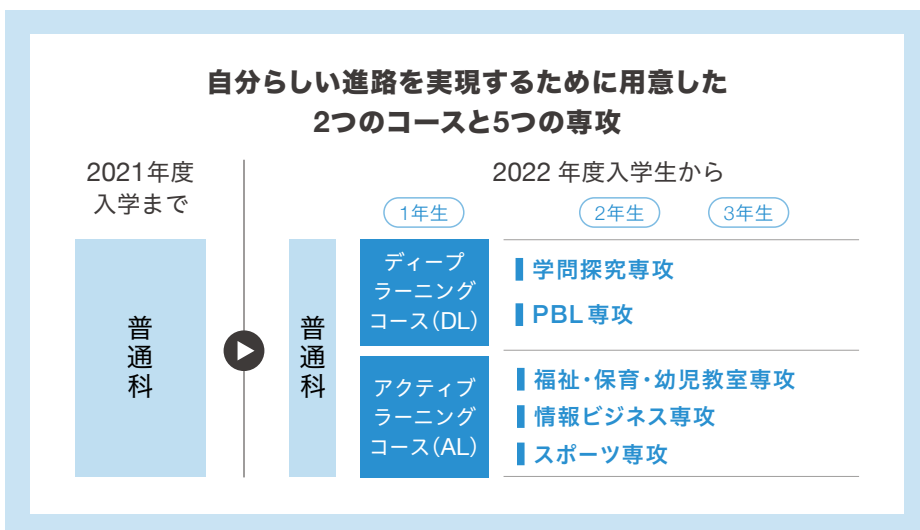 自分らしい進路を実現するために用意した
2つのコースと5つの専攻
2021年度
入学まで
普通科
2022年度入学生から
1年生
2年生
3年生
普通科
ディープ
ラーニング
コース(DL)
学問探究専攻
PBL専攻
アクティブ
ラーニング
コース(AL)
福祉・保育・幼児教室専攻
情報ビジネス専攻
スポーツ専攻